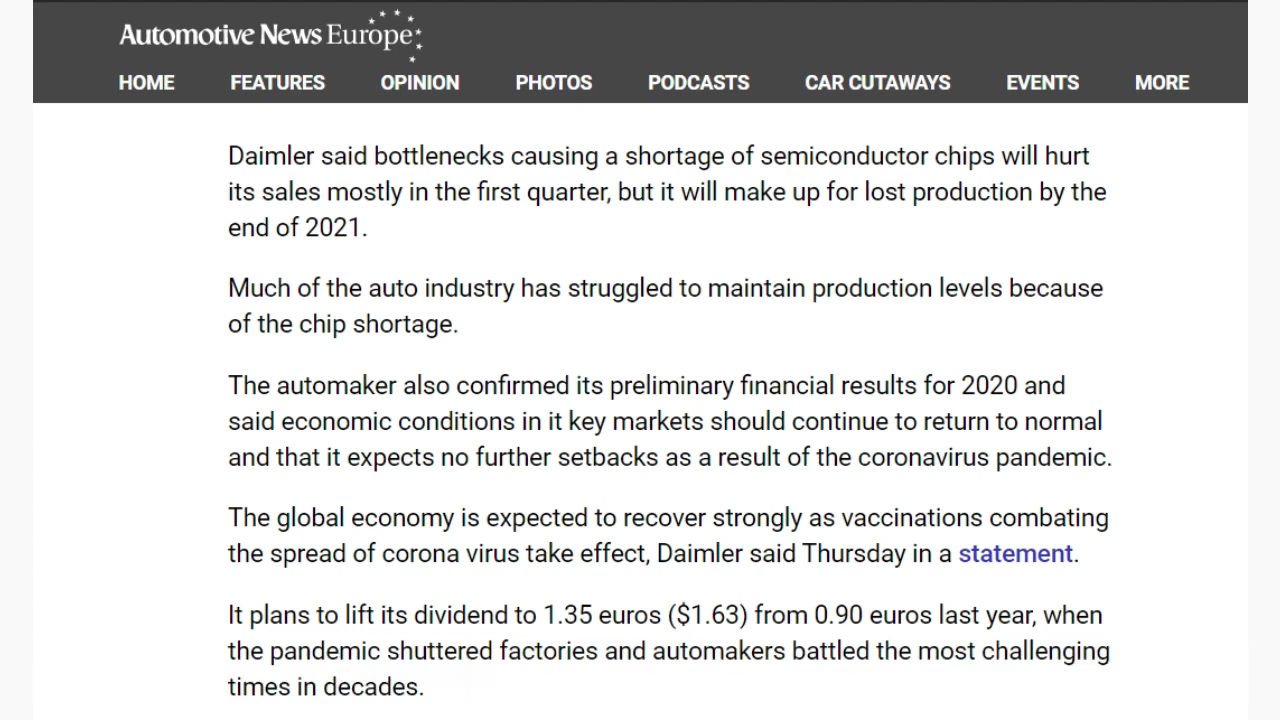 Automotive News Europe
HOME FEATURES OPINION PHOTOS PODCASTS CAR CUTAWAYS EVENTS MORE
Daimler said bottlenecks causing a shortage of semiconductor chips will hurt
its sales mostly in the first quarter, but it will make up for lost production by the
end of 2021.
Much of the auto industry has struggled to maintain production levels because
of the chip shortage.
The automaker also confirmed its preliminary financial results for 2020 and
said economic conditions in it key markets should continue to return to normal
and that it expects no further setbacks as a result of the coronavirus pandemic.
The global economy is expected to recover strongly as vaccinations combating
the spread of corona virus take effect, Daimler said Thursday in a statement.
It plans to lift its dividend to 1.35 euros ($1.63) from 0.90 euros last year, when
the pandemic shuttered factories and automakers battled the most challenging
times in decades.